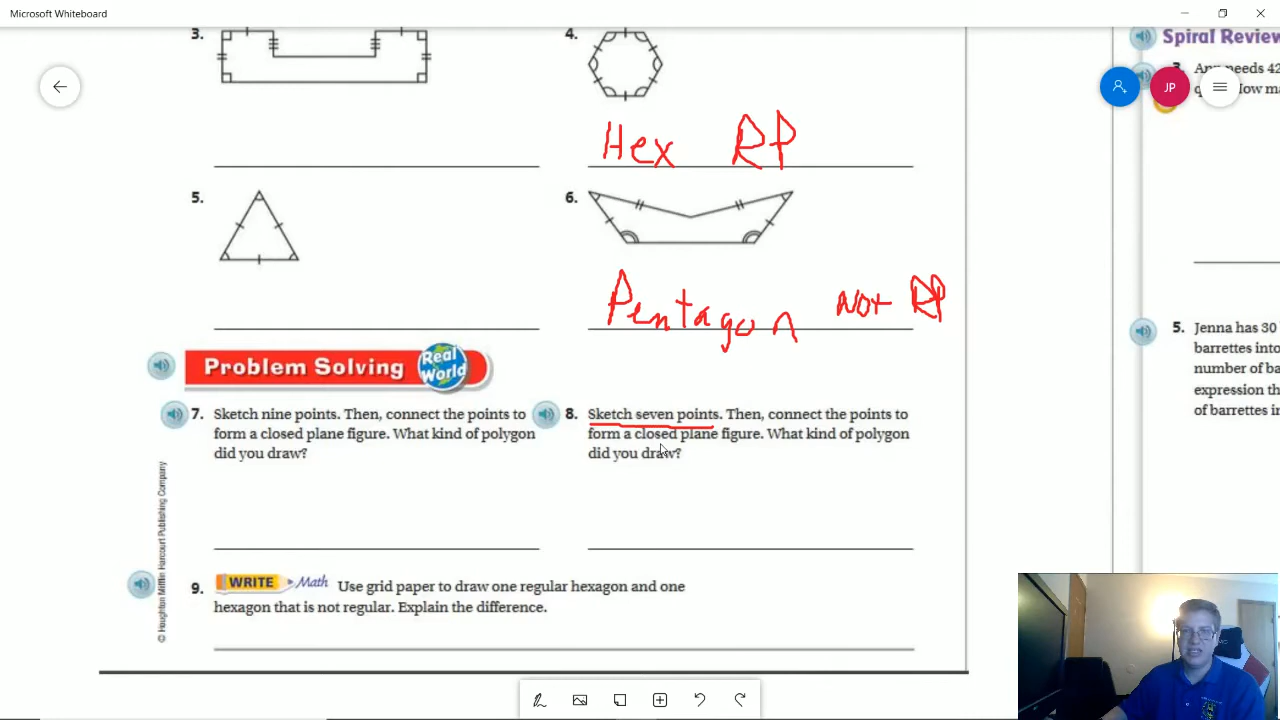 Microsoft Whiteboard
3.
4.
Hex RP
5.
6.
Pentagon Not RP
Problem Solving Real World
7. Sketch nine points. Then, connect the points to
form a closed plane figure. What kind of polygon
did you draw?
8. Sketch seven points. Then, connect the points to
form a closed plane figure. What kind of polygon
did you draw?
9. WRITE Math Use grid paper to draw one regular hexagon and one
hexagon that is not regular. Explain the difference.
© Houghton Mifflin Harcourt Publishing Company
Spiral Review
needs 42
How ma
JP
5. Jenna has 30
barrettes into
number of ba
expression th
of barrettes in